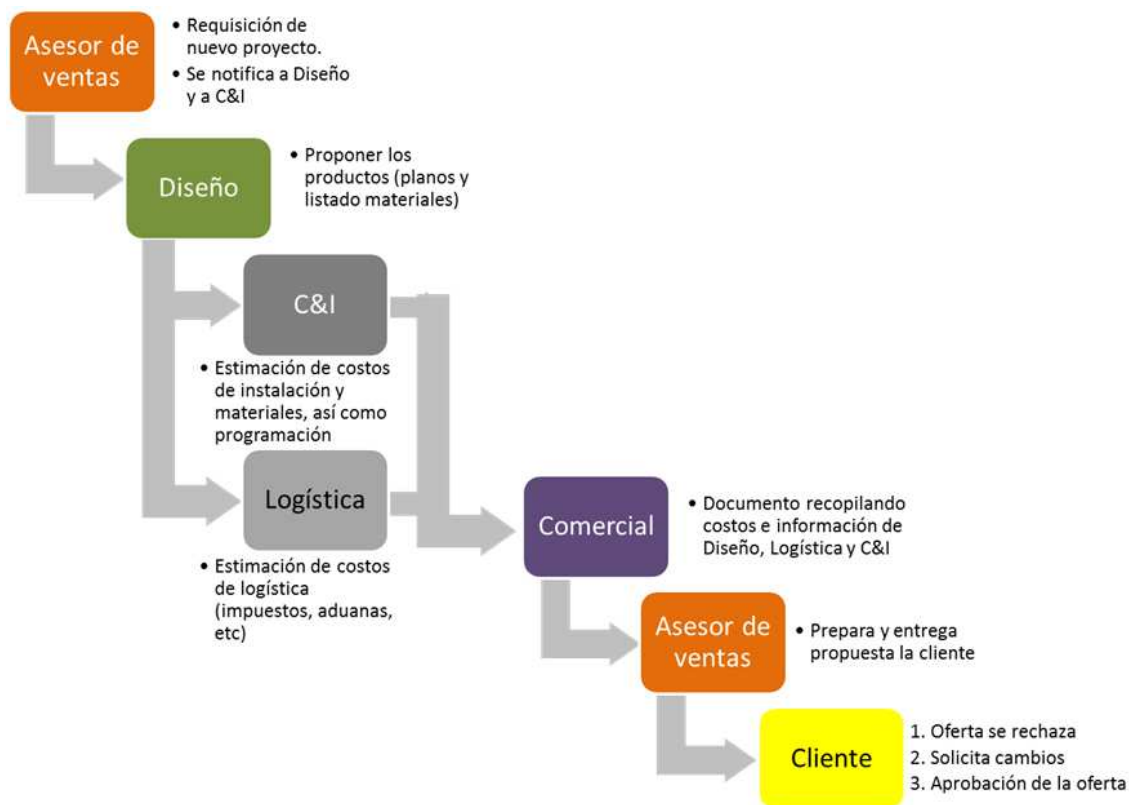 Asesor de
ventas
• Requisición de
nuevo proyecto.
• Se notifica a Diseño
y a C&I
Diseño
• Proponer los
productos (planos y
listado materiales)
C&I
• Estimación de costos
de instalación y
materiales, así como
programación
Logística
• Estimación de costos
de logística
(impuestos, aduanas,
etc)
Comercial
• Documento recopilando
costos e información de
Diseño, Logística y C&I
Asesor de
ventas
• Prepara y entrega
propuesta la cliente
Cliente
1. Oferta se rechaza
2. Solicita cambios
3. Aprobación de la oferta